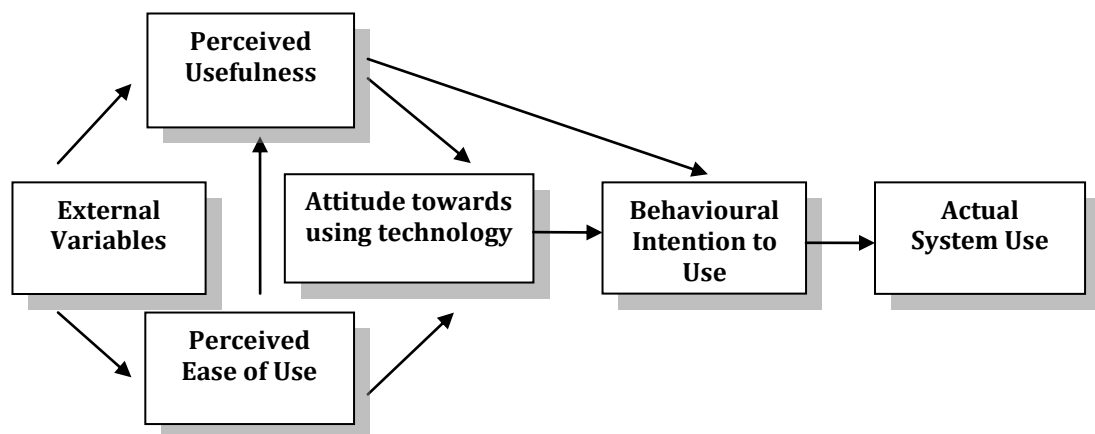 Perceived
Usefulness
External
Variables
Attitude towards
using technology
Behavioural
Intention to
Use
Actual
System Use
Perceived
Ease of Use